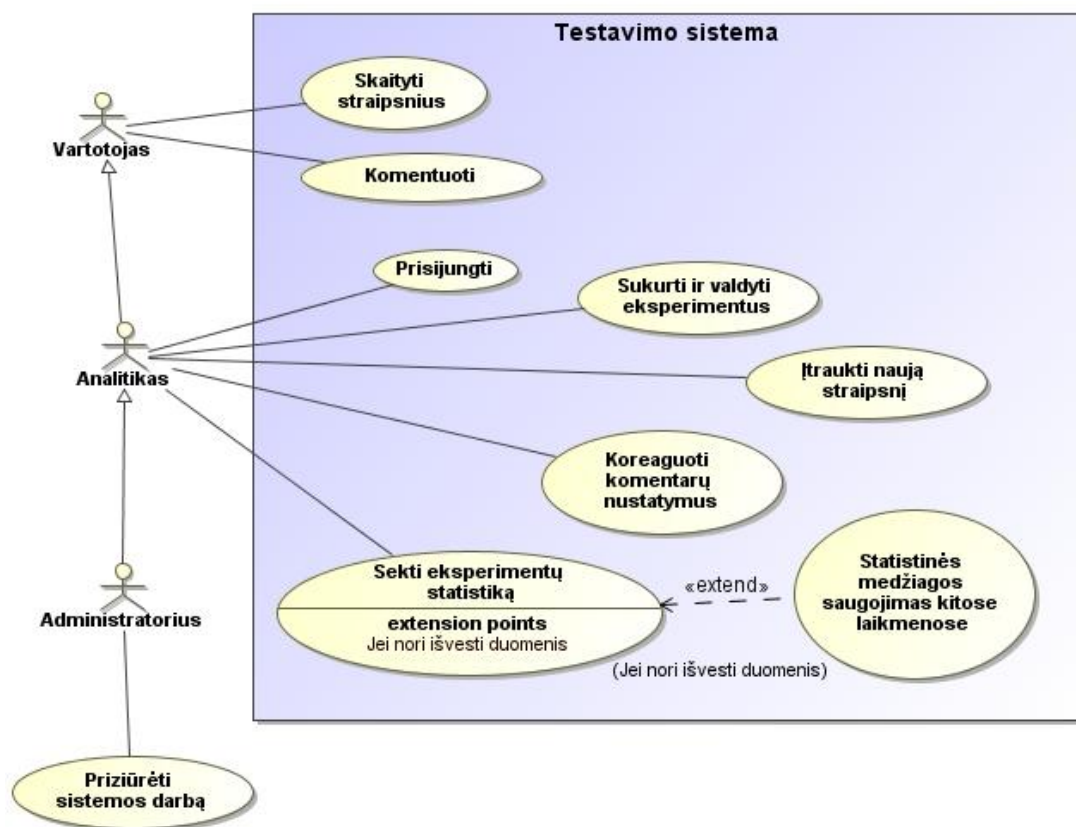 Testavimo sistema
Skaityti
straipsnius
Vartotojas
Komentuoti
Prisijungti
Sukurti ir valdyti
eksperimentus
Analitikas
Įtraukti naują
straipsnį
Koreaguoti
komentarų
nustatymus
Sekti eksperimentų
statistiką
extension points
Jei nori išvesti duomenis
«extend»
(Jei nori išvesti duomenis)
Statistinės
medžiagos
saugojimas kitose
laikmenose
Administratorius
Priziūrėti
sistemos darbą